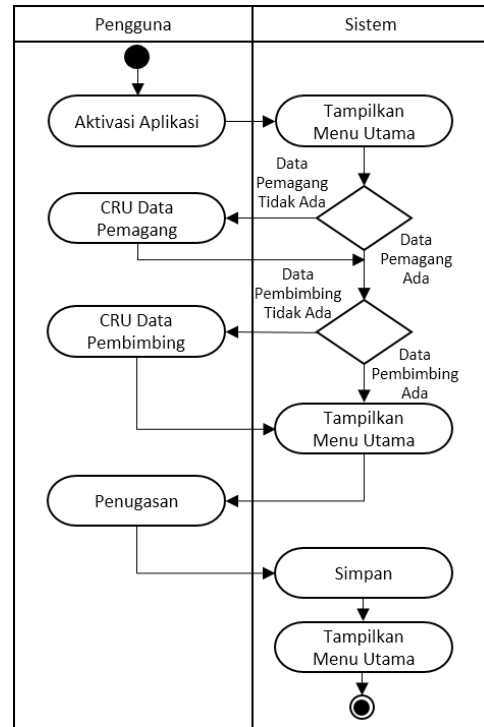 Pengguna
Sistem
Aktivasi Aplikasi
Tampilkan
Menu Utama
Data
Pemagang
Tidak Ada
CRU Data
Pemagang
Data
Pemagang
Ada
Data
Pembimbing
Tidak Ada
CRU Data
Pembimbing
Data
Pembimbing
Ada
Tampilkan
Menu Utama
Penugasan
Simpan
Tampilkan
Menu Utama